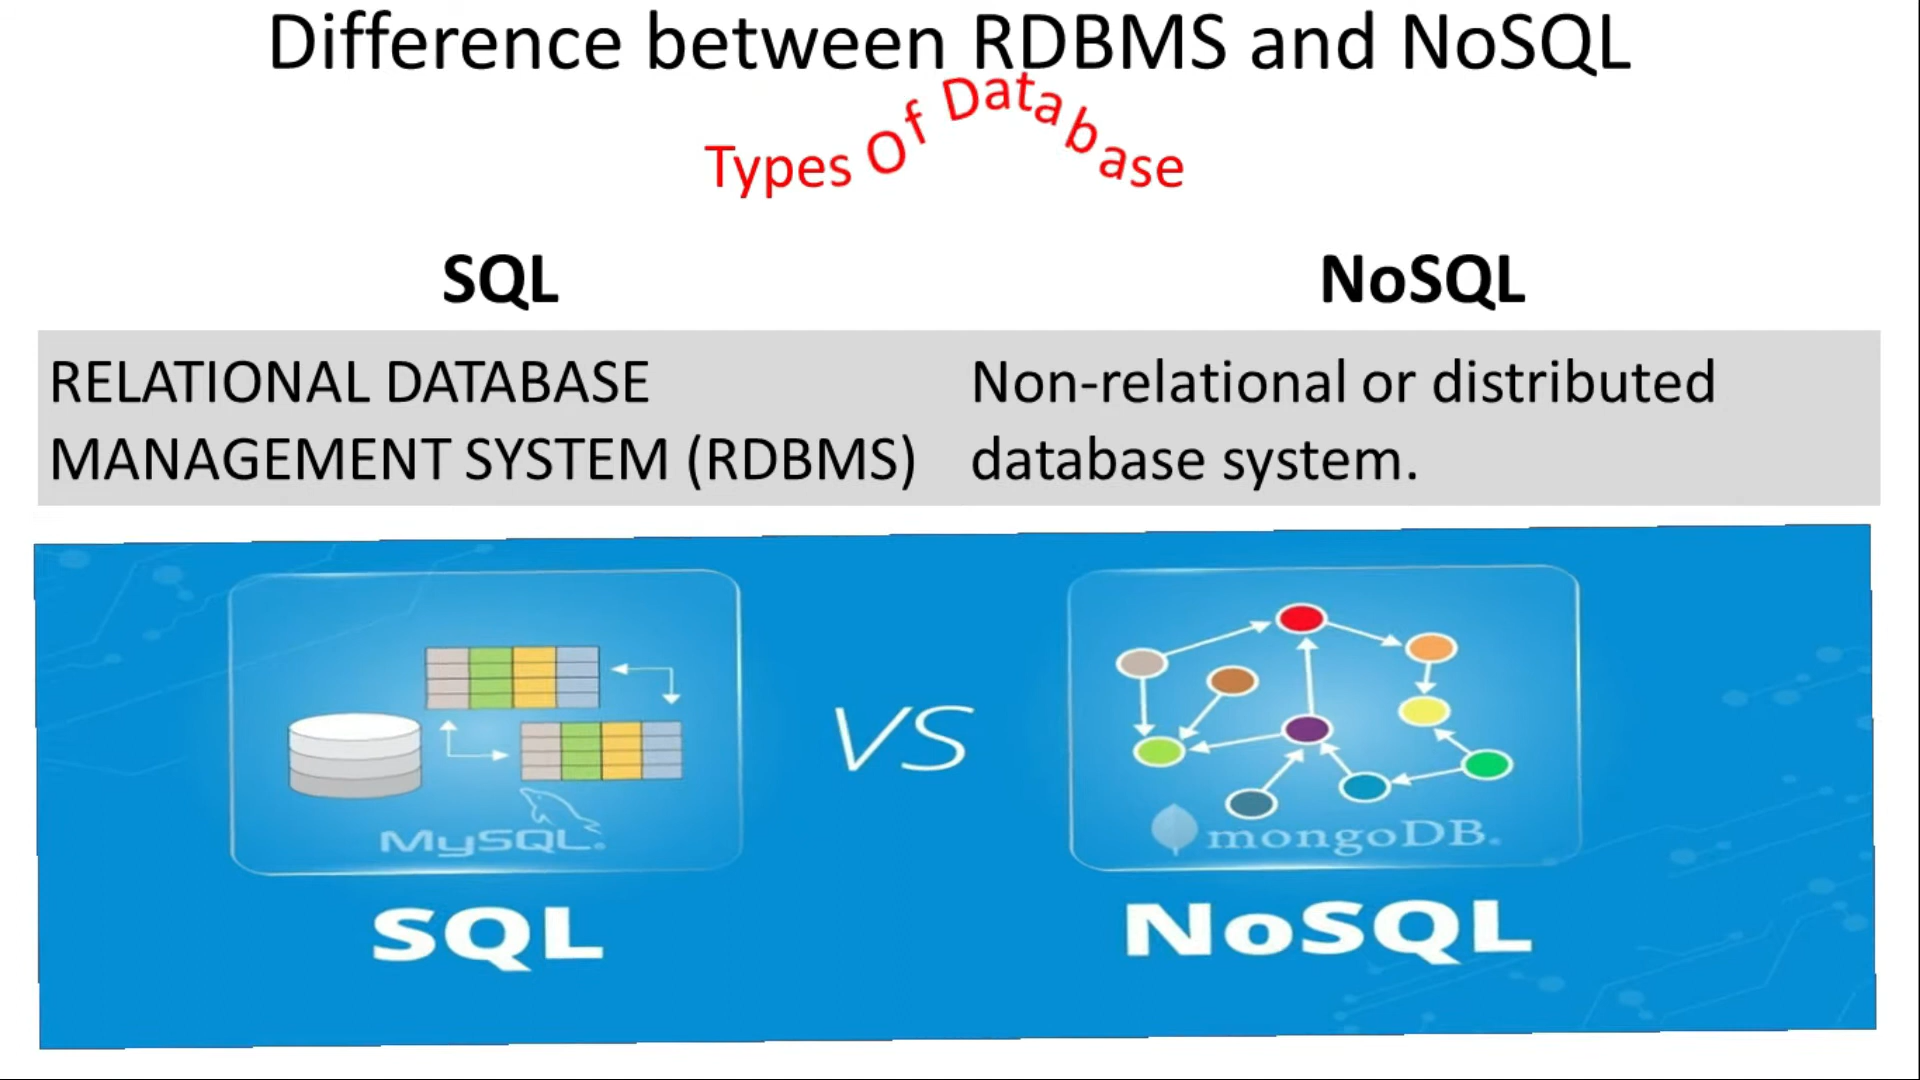 Difference between RDBMS and NoSQL
Types Of Database
SQL
NoSQL
RELATIONAL DATABASE
MANAGEMENT SYSTEM (RDBMS)
Non-relational or distributed
database system.
MySQL.
VS
mongoDB.
SQL
NoSQL